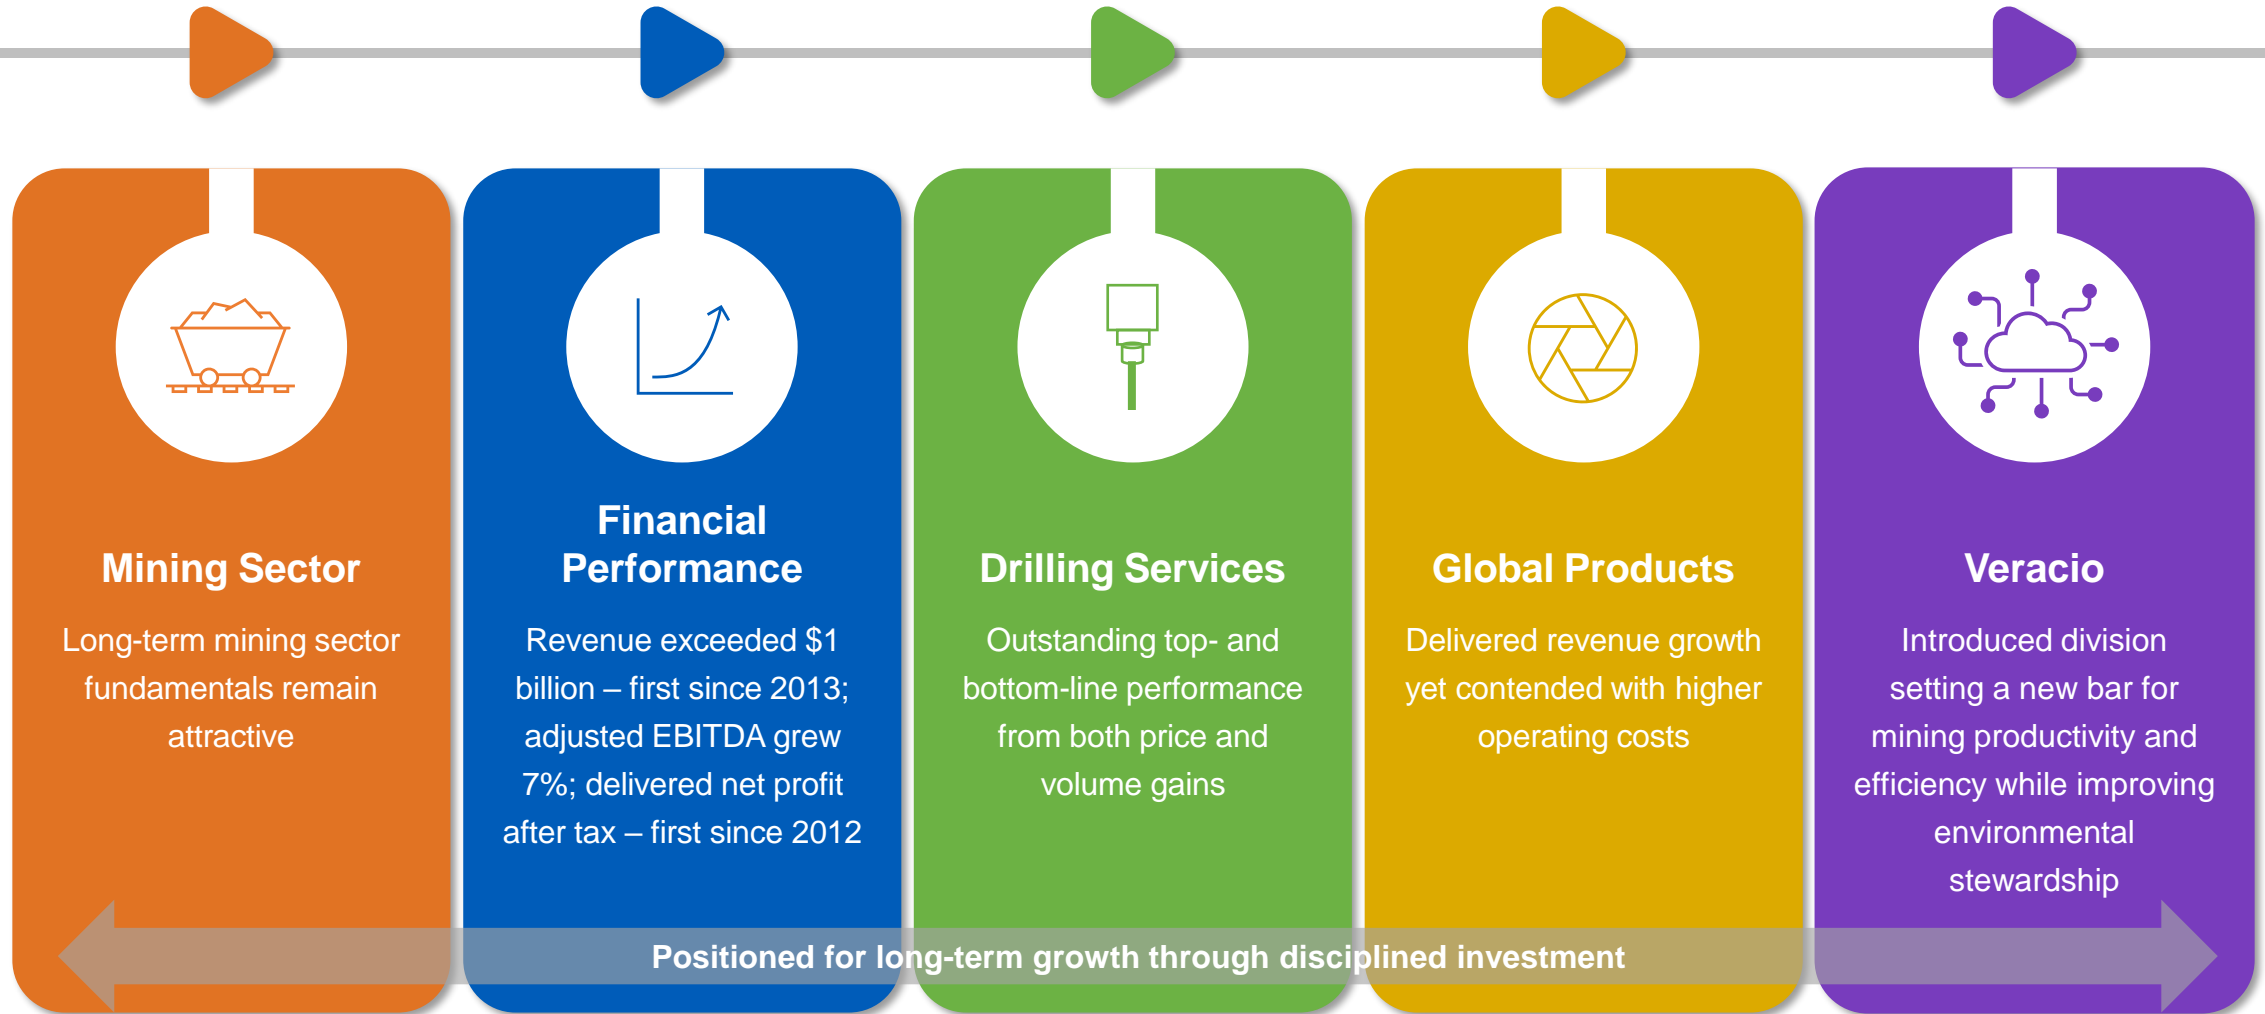 Mining Sector
Long-term mining sector
fundamentals remain
attractive
Financial
Performance
Revenue exceeded $1
billion – first since 2013;
adjusted EBITDA grew
7%; delivered net profit
after tax – first since 2012
Drilling Services
Outstanding top- and
bottom-line performance
from both price and
volume gains
Global Products
Delivered revenue growth
yet contended with higher
operating costs
Veracio
Introduced division
setting a new bar for
mining productivity and
efficiency while improving
environmental
stewardship
Positioned for long-term growth through disciplined investment